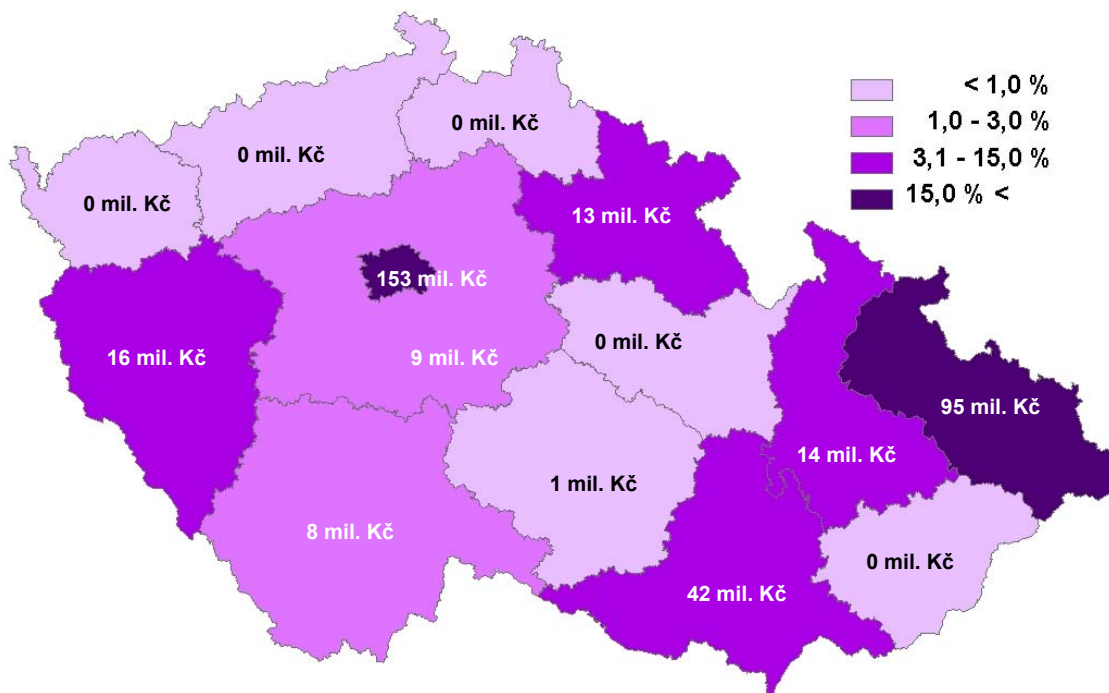 < 1,0 %
1,0 - 3,0 %
3,1 - 15,0 %
15,0 % <
0 mil. Kč
0 mil. Kč
0 mil. Kč
13 mil. Kč
153 mil. Kč
0 mil. Kč
16 mil. Kč
9 mil. Kč
95 mil. Kč
14 mil. Kč
1 mil. Kč
8 mil. Kč
0 mil. Kč
42 mil. Kč